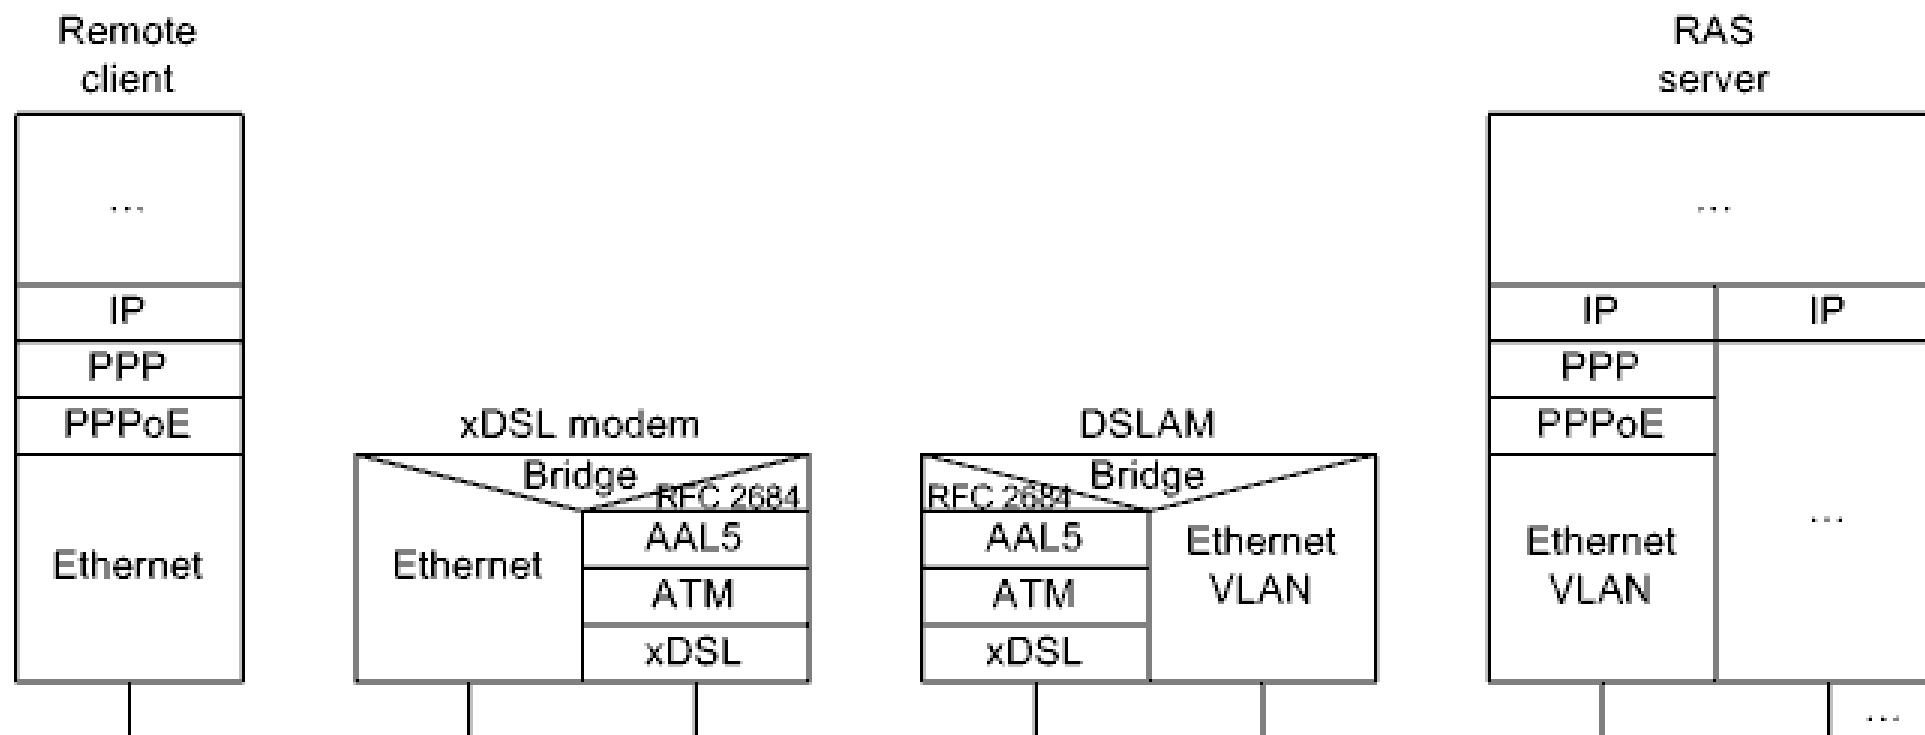 Remote
client
RAS
server
...
...
IP
IP
IP
PPP
PPP
PPPoE
xDSL modem
DSLAM
PPPoE
Bridge
Bridge
RFC 2684
RFC 2684
Ethernet
Ethernet
AAL5
AAL5
Ethernet
VLAN
Ethernet
VLAN
...
ATM
ATM
xDSL
xDSL
...